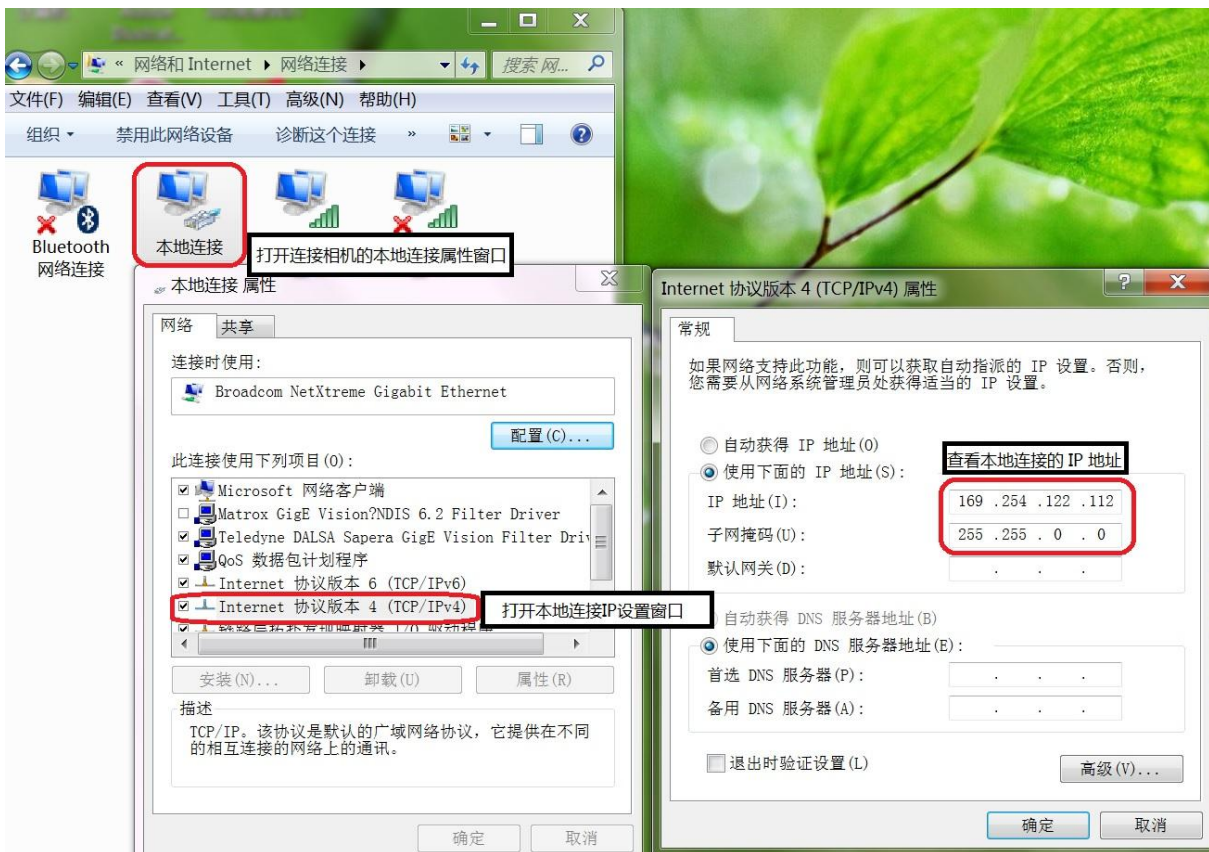 « 网络和 Internet ▸ 网络连接 ▸
搜索 网...
文件(F) 编辑(E) 查看(V) 工具(T) 高级(N) 帮助(H)
组织 禁用此网络设备 诊断这个连接 »
Bluetooth
网络连接
本地连接
打开连接相机的本地连接属性窗口
本地连接 属性
网络 共享
连接时使用:
Broadcom NetXtreme Gigabit Ethernet
配置(C)...
此连接使用下列项目(O):
Microsoft 网络客户端
Matrox GigE Vision?NDIS 6.2 Filter Driver
Teledyne DALSA Sapera GigE Vision Filter Driv
QoS 数据包计划程序
Internet 协议版本 6 (TCP/IPv6)
Internet 协议版本 4 (TCP/IPv4)
打开本地连接IP设置窗口
链路层拓扑发现映射器 I/O 驱动程序
安装(N)... 卸载(U) 属性(R)
描述
TCP/IP。该协议是默认的广域网络协议，它提供在不同
的相互连接的网络上的通讯。
确定 取消
Internet 协议版本 4 (TCP/IPv4) 属性
常规
如果网络支持此功能，则可以获取自动指派的 IP 设置。否则，
您需要从网络系统管理员处获得适当的 IP 设置。
自动获得 IP 地址(O)
使用下面的 IP 地址(S):
查看本地连接的 IP 地址
IP 地址(I): 169 .254 .122 .112
子网掩码(U): 255 .255 . 0 . 0
默认网关(D): . . .
自动获得 DNS 服务器地址(B)
使用下面的 DNS 服务器地址(E):
首选 DNS 服务器(P): . . .
备用 DNS 服务器(A): . . .
退出时验证设置(L)
高级(V)...
确定 取消